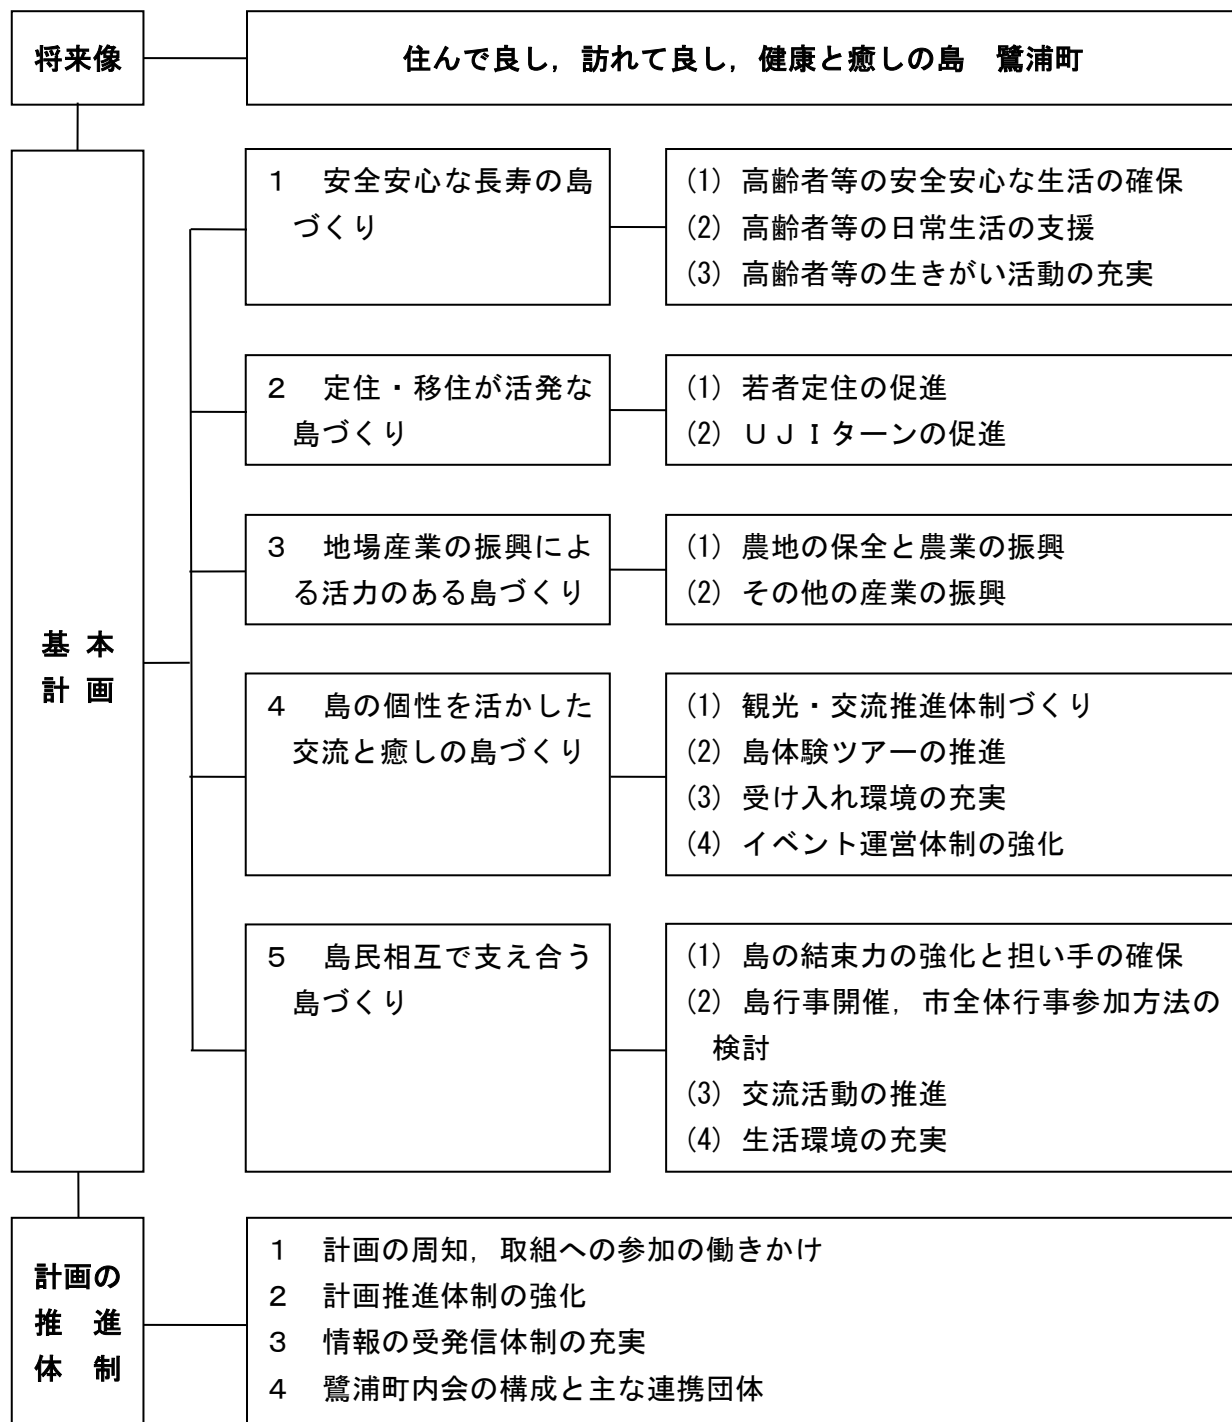 将来像
住んで良し，訪れて良し，健康と癒しの島　鷺浦町
基 本
計 画
１　安全安心な長寿の島
づくり
(1) 高齢者等の安全安心な生活の確保
(2) 高齢者等の日常生活の支援
(3) 高齢者等の生きがい活動の充実
２　定住・移住が活発な
島づくり
(1) 若者定住の促進
(2) ＵＪＩターンの促進
３　地場産業の振興によ
る活力のある島づくり
(1) 農地の保全と農業の振興
(2) その他の産業の振興
４　島の個性を活かした
交流と癒しの島づくり
(1) 観光・交流推進体制づくり
(2) 島体験ツアーの推進
(3) 受け入れ環境の充実
(4) イベント運営体制の強化
５　島民相互で支え合う
島づくり
(1) 島の結束力の強化と担い手の確保
(2) 島行事開催，市全体行事参加方法の
検討
(3) 交流活動の推進
(4) 生活環境の充実
計画の
推　進
体　制
１　計画の周知，取組への参加の働きかけ
２　計画推進体制の強化
３　情報の受発信体制の充実
４　鷺浦町内会の構成と主な連携団体